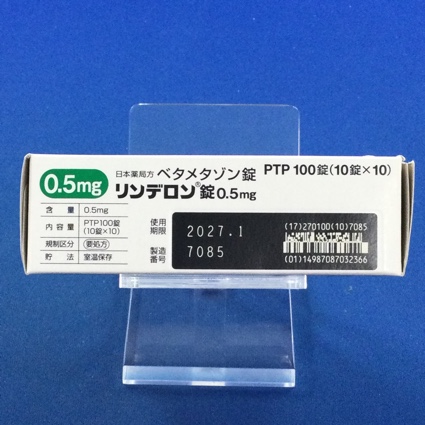 0.5mg
日本薬局方 ベタメタゾン錠 PTP 100錠(10錠×10)
リンデロン®錠0.5mg
含量 0.5mg
内容量 PTP100錠
(10錠×10)
規制区分 要処方
貯法 室温保存
使用
期限 2027.1
製造
番号 7085
(17)270100(10)7085
(01)14987087032366